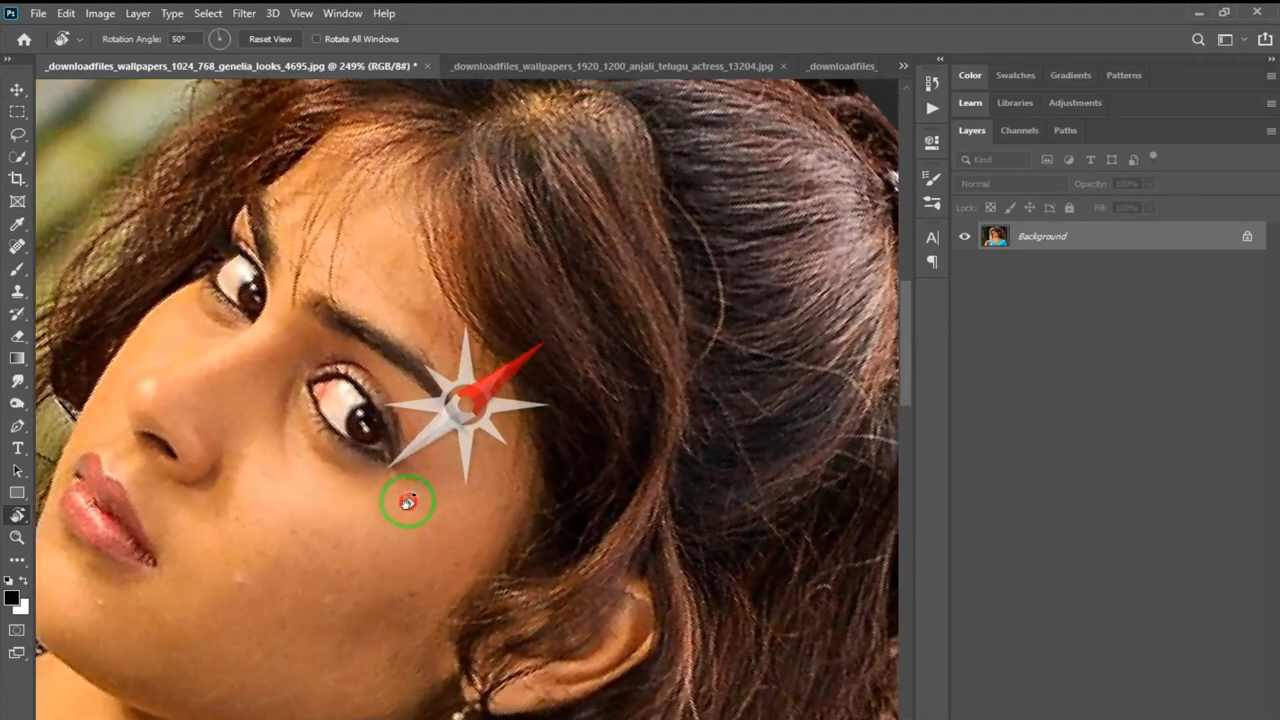 Ps File Edit Image Layer Type Select Filter 3D View Window Help
Rotation Angle: 50° Reset View Rotate All Windows
_downloadfiles_wallpapers_1024_768_genelia_looks_4695.jpg @ 249% (RGB/8#) * × _downloadfiles_wallpapers_1920_1200_anjali_telugu_actress_13204.jpg × _downloadfiles_
Color Swatches Gradients Patterns
Learn Libraries Adjustments
Layers Channels Paths
Kind
Normal Opacity: 100%
Lock: Fill: 100%
Background